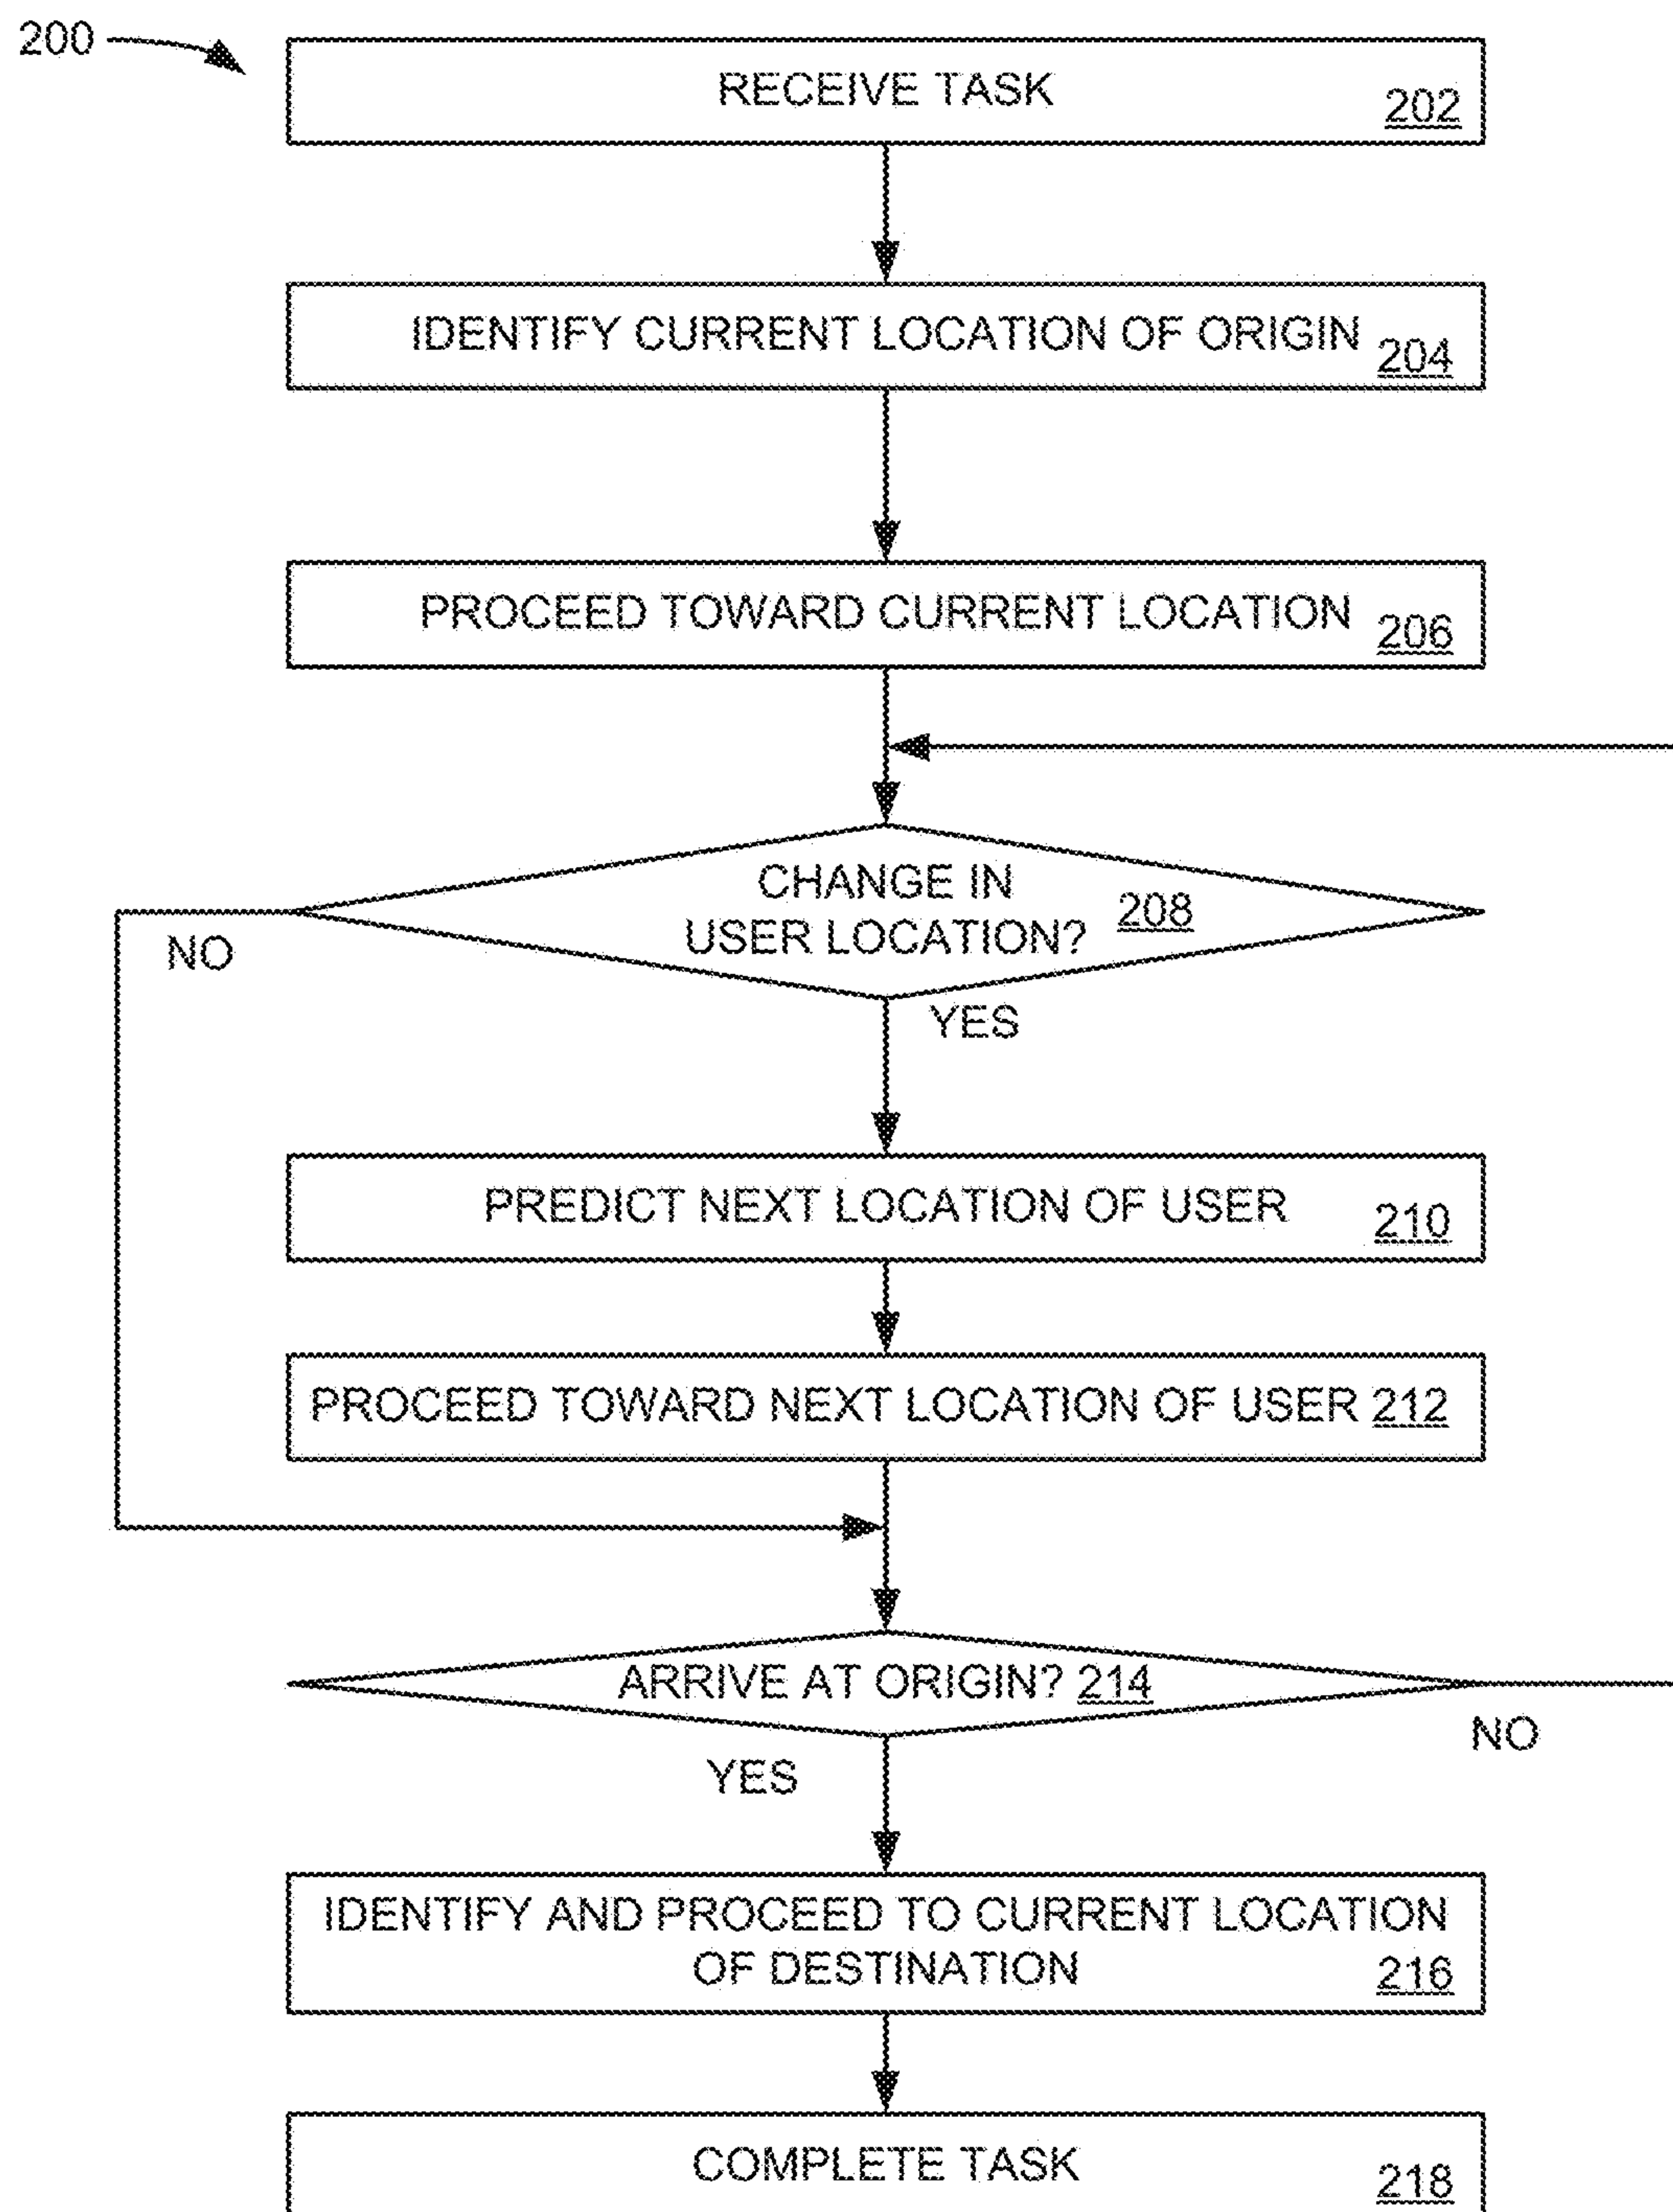 200
RECEIVE TASK 202
IDENTIFY CURRENT LOCATION OF ORIGIN 204
PROCEED TOWARD CURRENT LOCATION 206
CHANGE IN
USER LOCATION? 208
NO
YES
PREDICT NEXT LOCATION OF USER 210
PROCEED TOWARD NEXT LOCATION OF USER 212
ARRIVE AT ORIGIN? 214
NO
YES
IDENTIFY AND PROCEED TO CURRENT LOCATION
OF DESTINATION 216
COMPLETE TASK 218